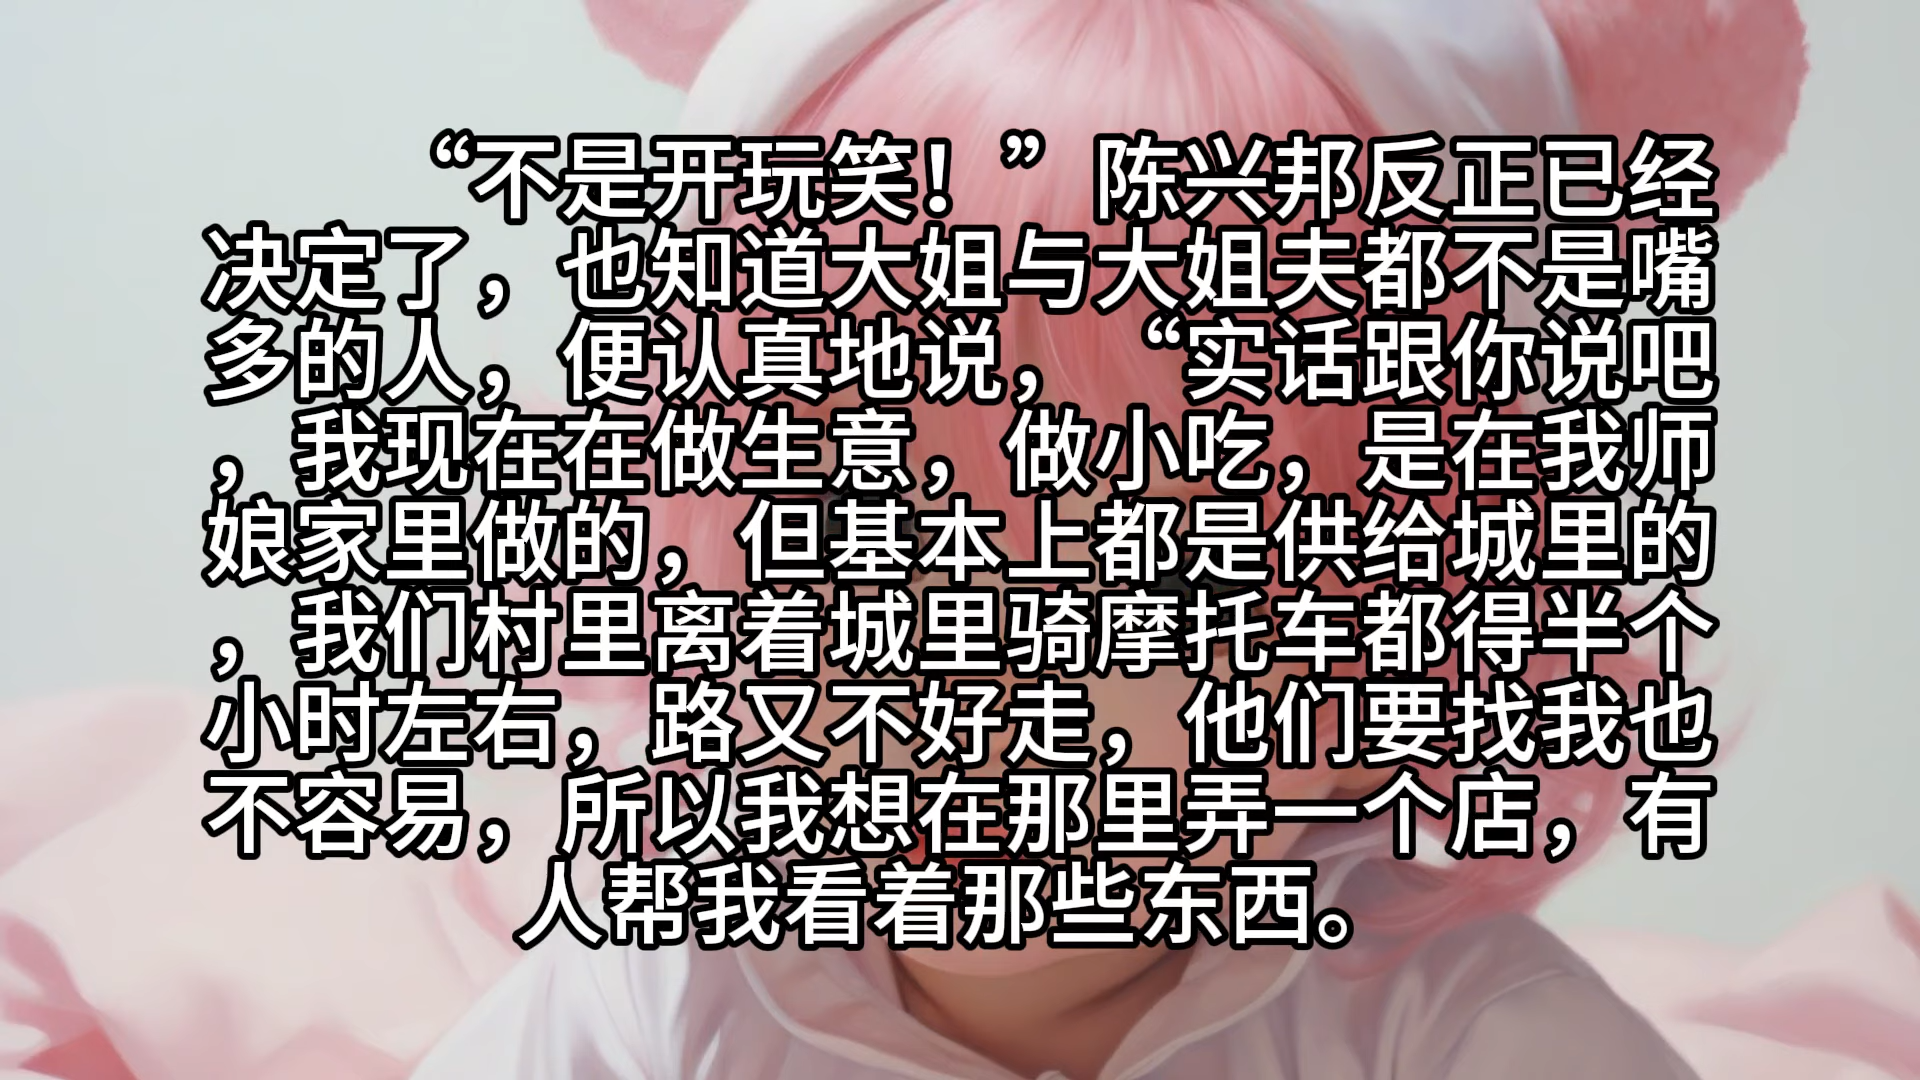 “不是开玩笑！”陈兴邦反正已经
决定了，也知道大姐与大姐夫都不是嘴
多的人，便认真地说，“实话跟你说吧
，我现在在做生意，做小吃，是在我师
娘家里做的，但基本上都是供给城里的
，我们村里离着城里骑摩托车都得半个
小时左右，路又不好走，他们要找我也
不容易，所以我想在那里弄一个店，有
人帮我看着那些东西。